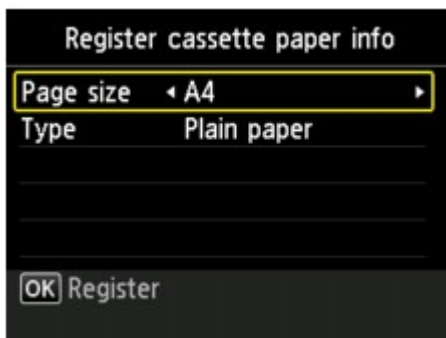 Register cassette paper info
Page size A4
Type Plain paper
OK Register